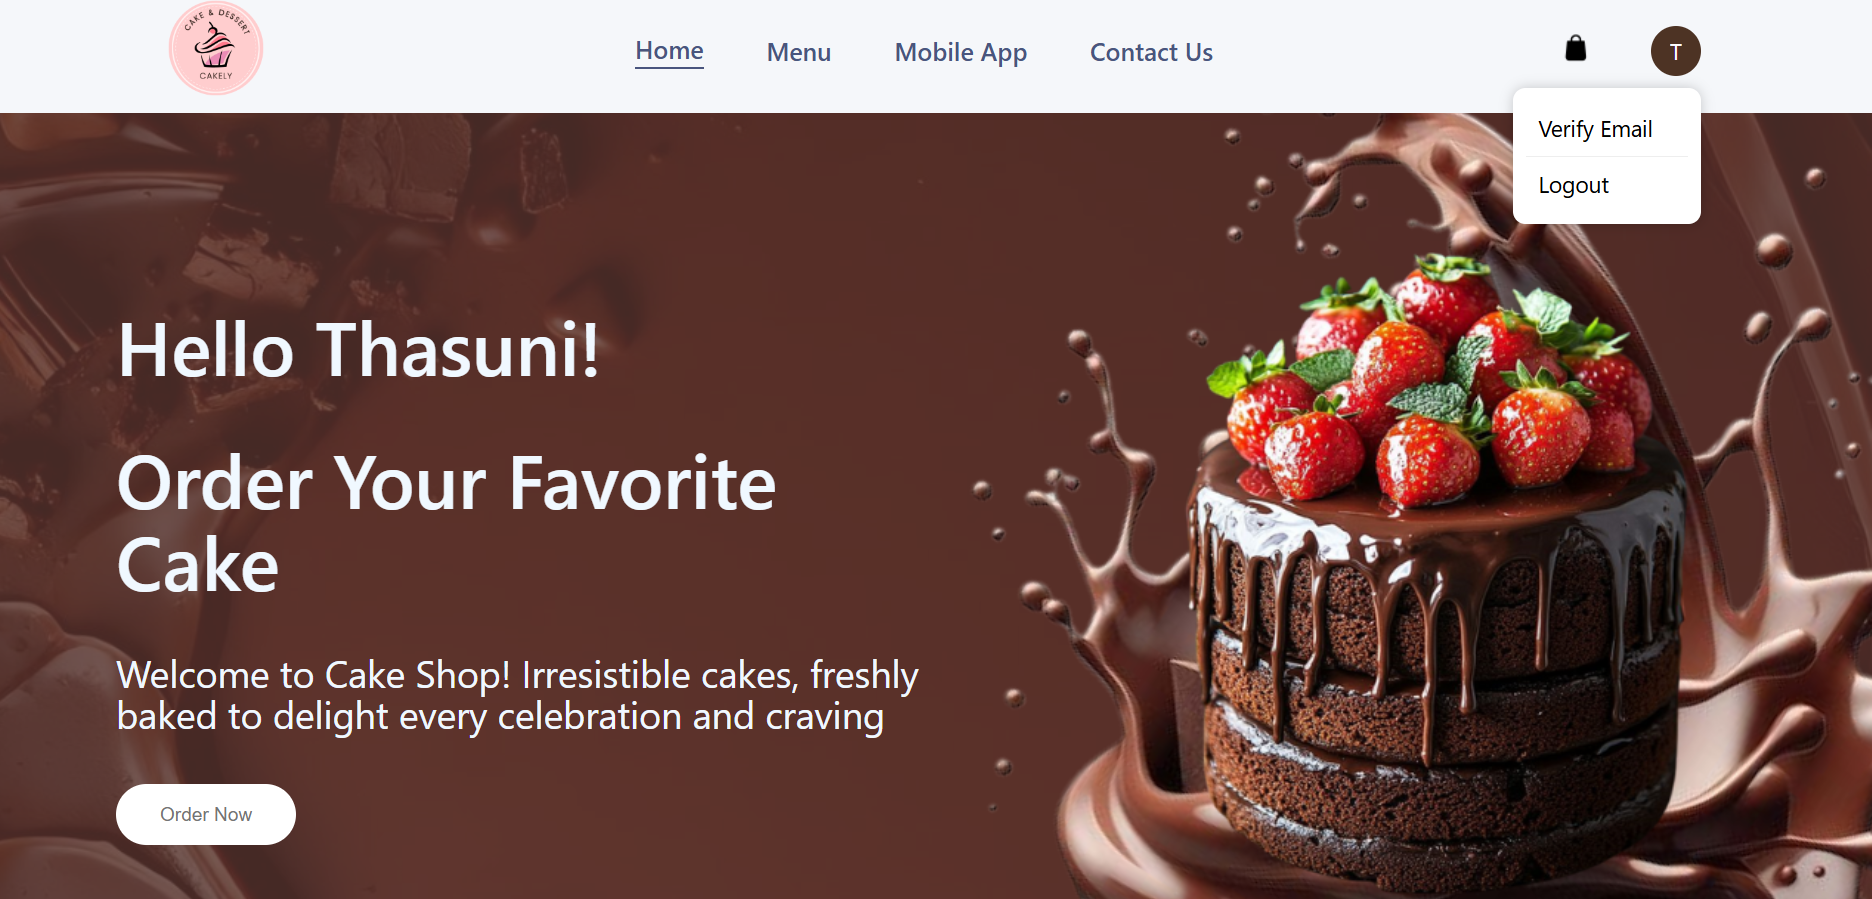 CAKE & DESSERT
CAKELY
Home
Menu
Mobile App
Contact Us
T
Verify Email
Logout
Hello Thasuni!
Order Your Favorite
Cake
Welcome to Cake Shop! Irresistible cakes, freshly
baked to delight every celebration and craving
Order Now